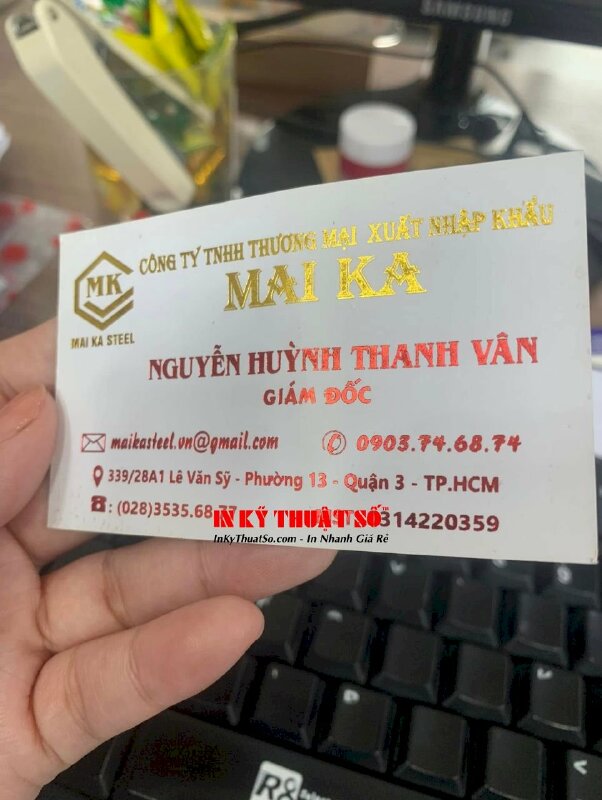 SAMSUNG
CÔNG TY TNHH THƯƠNG MẠI XUẤT NHẬP KHẨU
MAI KA
MK
MAI KA STEEL
NGUYỄN HUỲNH THANH VÂN
GIÁM ĐỐC
maikasteel.vn@gmail.com
0903.74.68.74
339/28A1 Lê Văn Sỹ - Phường 13 - Quận 3 - TP.HCM
: (028)3535.68
314220359
IN KỸ THUẬT SỐ
InKyThuatSo.com - In Nhanh Giá Rẻ